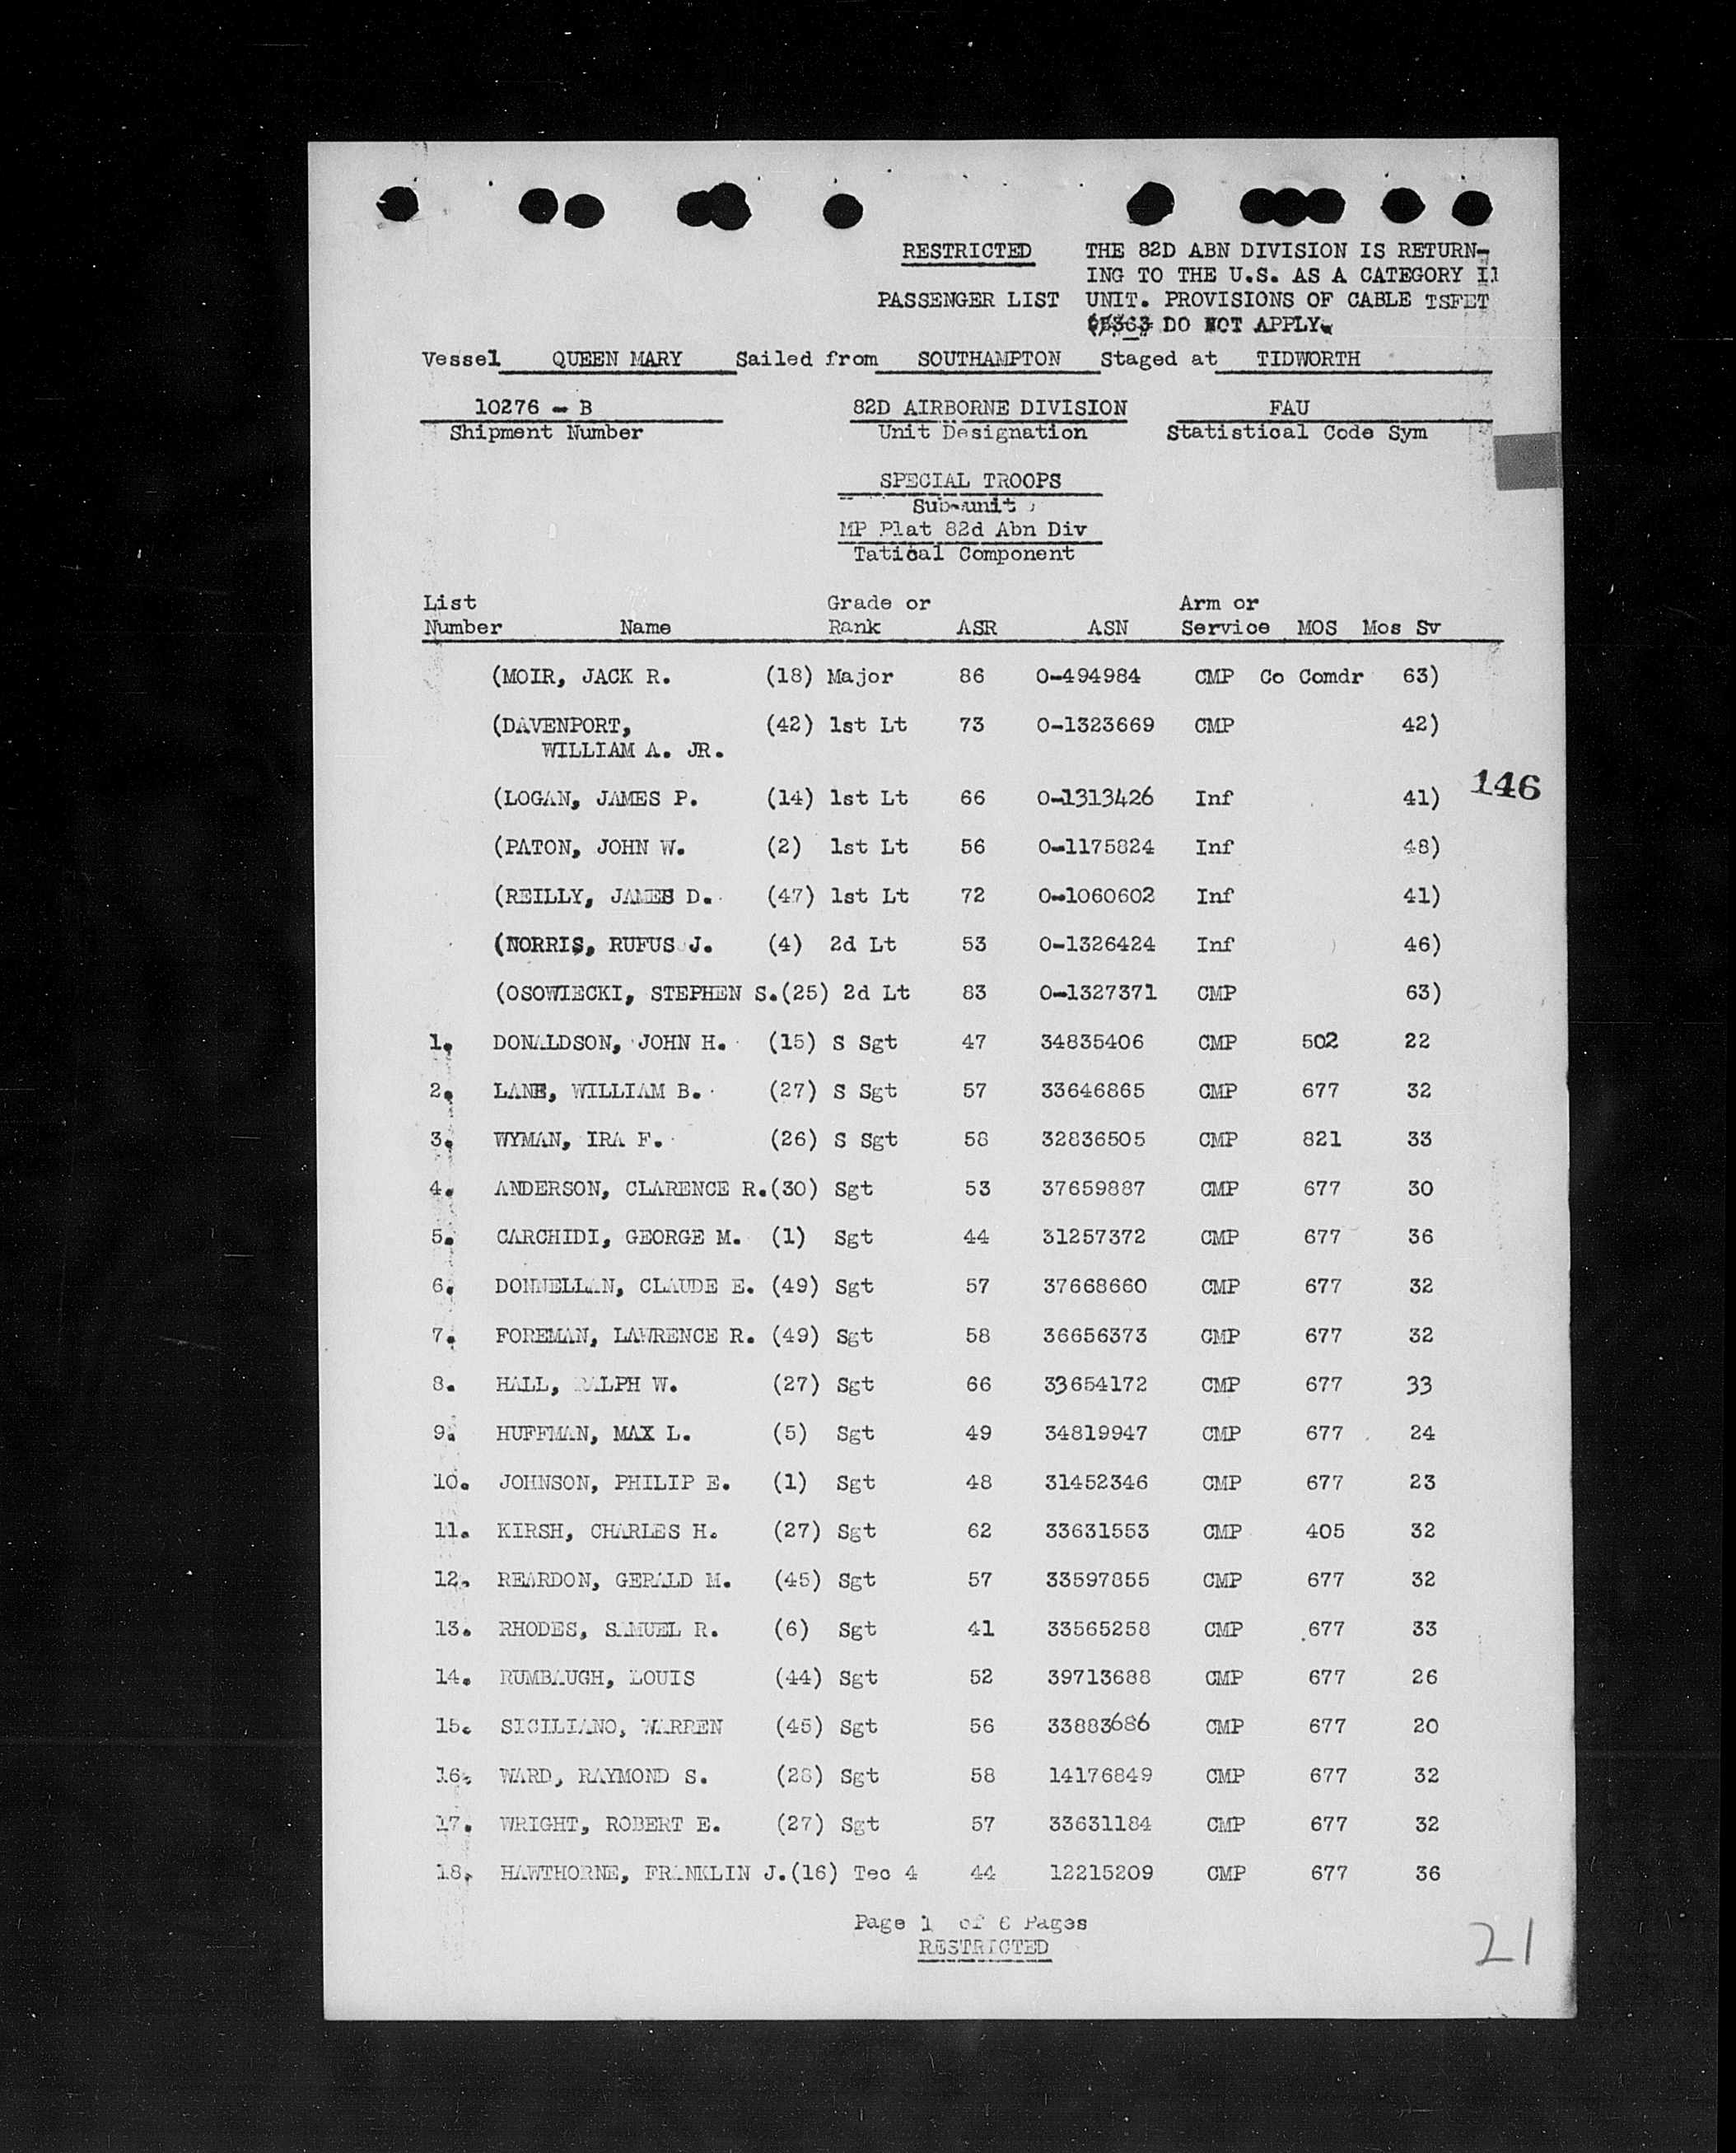 RESTRICTED THE 82D ABN DIVISION IS RETURN-
ING TO THE U.S. AS A CATEGORY II
PASSENGER LIST UNIT. PROVISIONS OF CABLE TSFET
DO NOT APPLY.
Vessel QUEEN MARY Sailed from SOUTHAMPTON Staged at TIDWORTH
10276 - B 82D AIRBORNE DIVISION FAU
Shipment Number Unit Designation Statistical Code Sym
SPECIAL TROOPS
Sub-unit
MP Plat 82d Abn Div
Tatical Component
List Grade or Arm or
Number Name Rank ASR ASN Service MOS Mos Sv
(MOIR, JACK R. (18) Major 86 O-494984 CMP Co Comdr 63)
(DAVENPORT, (42) 1st Lt 73 O-1323669 CMP 42)
WILLIAM A. JR.
146
(LOGAN, JAMES P. (14) 1st Lt 66 O-1313426 Inf 41)
(PATON, JOHN W. (2) 1st Lt 56 O-1175824 Inf 48)
(REILLY, JAMES D. (47) 1st Lt 72 O-1060602 Inf 41)
(NORRIS, RUFUS J. (4) 2d Lt 53 O-1326424 Inf 46)
(OSOWIECKI, STEPHEN S.(25) 2d Lt 83 O-1327371 CMP 63)
1. DONALDSON, JOHN H. (15) S Sgt 47 34835406 CMP 502 22
2. LANE, WILLIAM B. (27) S Sgt 57 33646865 CMP 677 32
3. WYMAN, IRA F. (26) S Sgt 58 32836505 CMP 821 33
4. ANDERSON, CLARENCE R.(30) Sgt 53 37659887 CMP 677 30
5. CARCHIDI, GEORGE M. (1) Sgt 44 31257372 CMP 677 36
6. DONNELLAN, CLAUDE E. (49) Sgt 57 37668660 CMP 677 32
7. FOREMAN, LAWRENCE R. (49) Sgt 58 36656373 CMP 677 32
8. HALL, RALPH W. (27) Sgt 66 33654172 CMP 677 33
9. HUFFMAN, MAX L. (5) Sgt 49 34819947 CMP 677 24
10. JOHNSON, PHILIP E. (1) Sgt 48 31452346 CMP 677 23
11. KIRSH, CHARLES H. (27) Sgt 62 33631553 CMP 405 32
12. REARDON, GERALD M. (45) Sgt 57 33597855 CMP 677 32
13. RHODES, SAMUEL R. (6) Sgt 41 33565258 CMP 677 33
14. RUMBAUGH, LOUIS (44) Sgt 52 39713688 CMP 677 26
15. SICILIANO, WARREN (45) Sgt 56 33883686 CMP 677 20
16. WARD, RAYMOND S. (28) Sgt 58 14176849 CMP 677 32
17. WRIGHT, ROBERT E. (27) Sgt 57 33631184 CMP 677 32
18. HAWTHORNE, FRANKLIN J.(16) Tec 4 44 12215209 CMP 677 36
Page 1 of 6 Pages
RESTRICTED
21